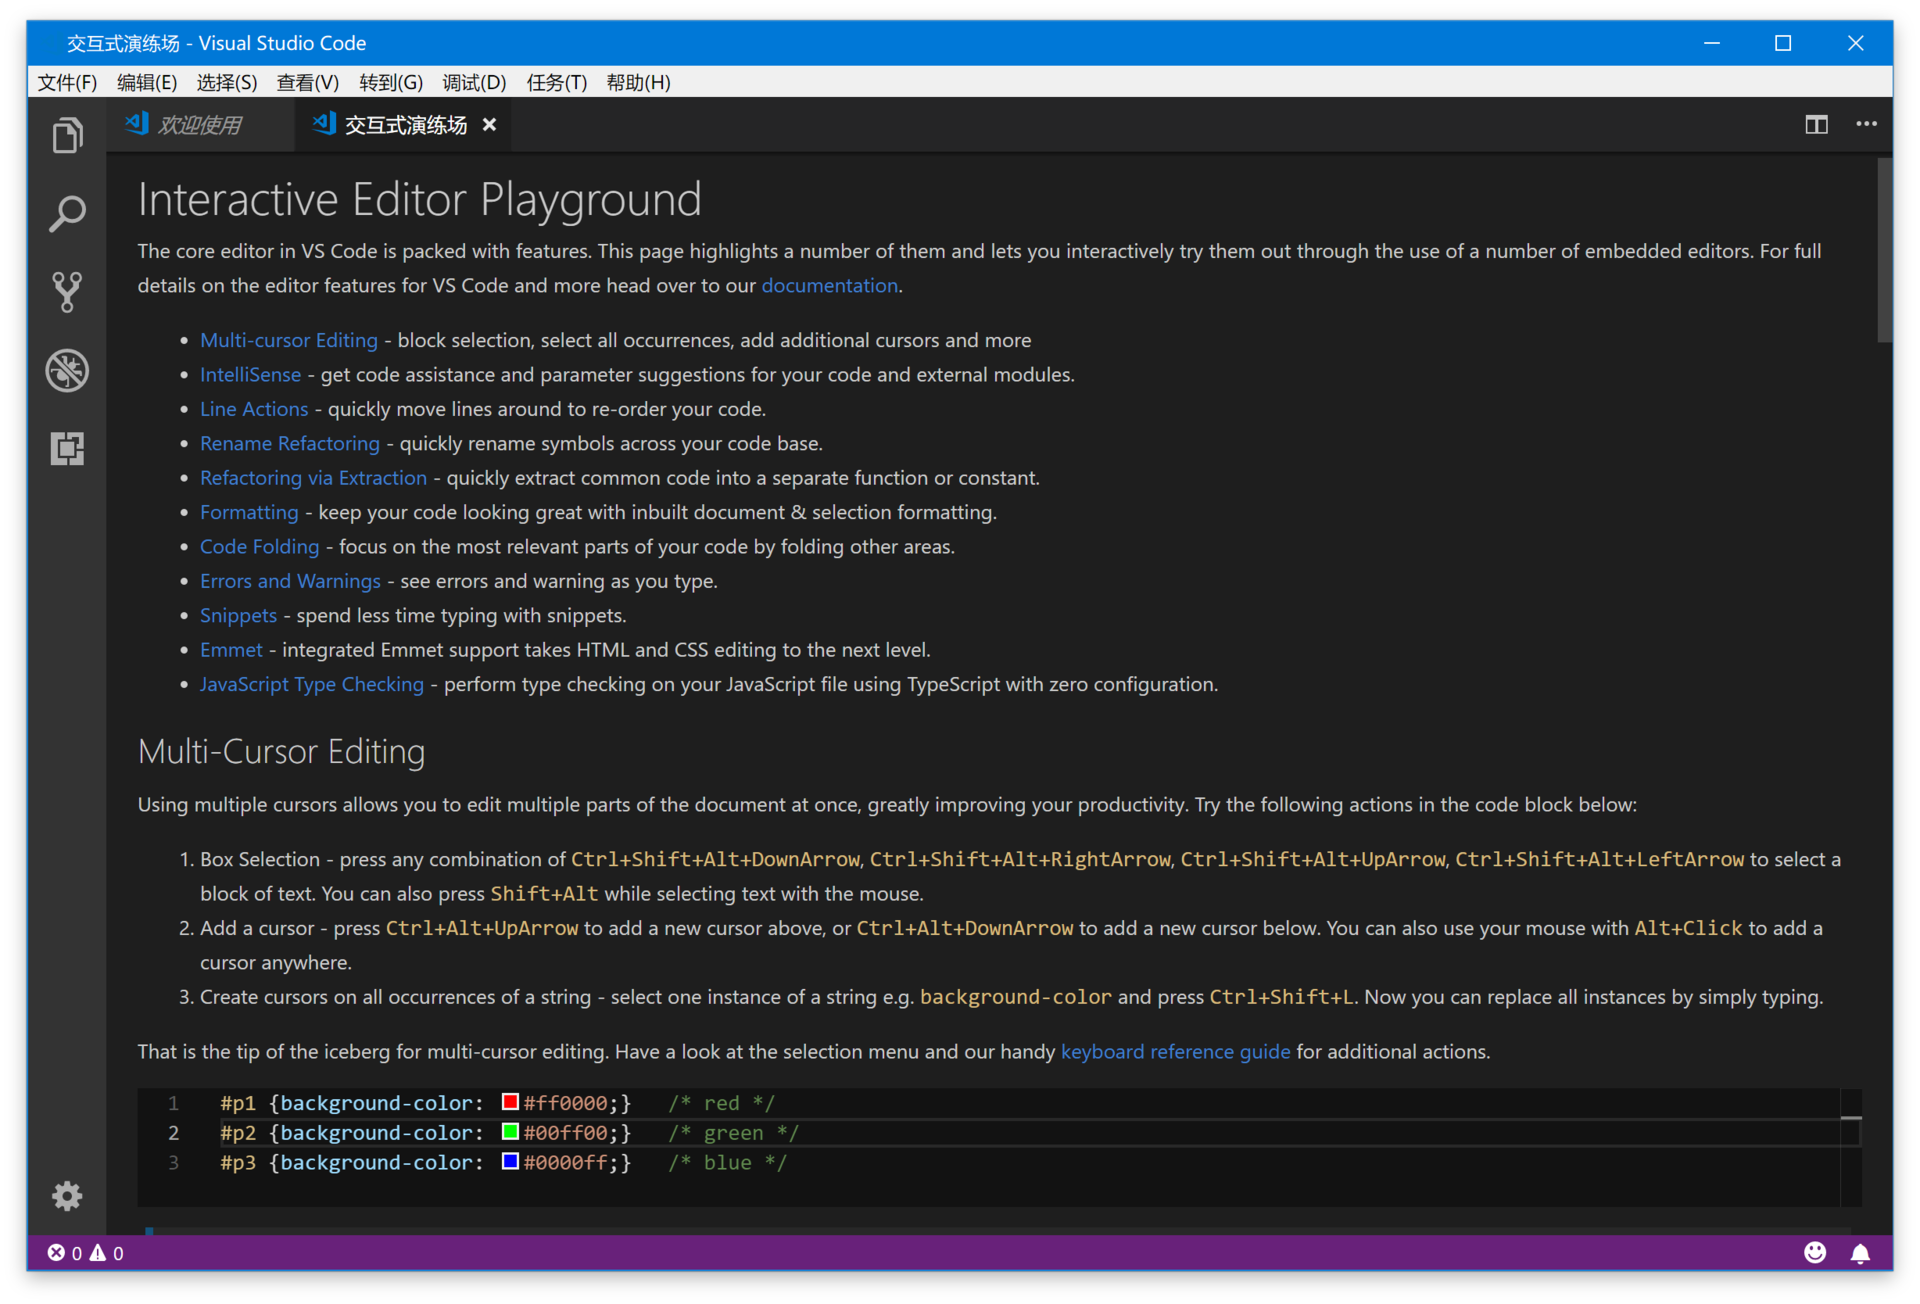 交互式演练场 - Visual Studio Code
文件(F) 编辑(E) 选择(S) 查看(V) 转到(G) 调试(D) 任务(T) 帮助(H)
欢迎使用 交互式演练场
Interactive Editor Playground
The core editor in VS Code is packed with features. This page highlights a number of them and lets you interactively try them out through the use of a number of embedded editors. For full
details on the editor features for VS Code and more head over to our documentation.
• Multi-cursor Editing - block selection, select all occurrences, add additional cursors and more
• IntelliSense - get code assistance and parameter suggestions for your code and external modules.
• Line Actions - quickly move lines around to re-order your code.
• Rename Refactoring - quickly rename symbols across your code base.
• Refactoring via Extraction - quickly extract common code into a separate function or constant.
• Formatting - keep your code looking great with inbuilt document & selection formatting.
• Code Folding - focus on the most relevant parts of your code by folding other areas.
• Errors and Warnings - see errors and warning as you type.
• Snippets - spend less time typing with snippets.
• Emmet - integrated Emmet support takes HTML and CSS editing to the next level.
• JavaScript Type Checking - perform type checking on your JavaScript file using TypeScript with zero configuration.
Multi-Cursor Editing
Using multiple cursors allows you to edit multiple parts of the document at once, greatly improving your productivity. Try the following actions in the code block below:
1. Box Selection - press any combination of Ctrl+Shift+Alt+DownArrow, Ctrl+Shift+Alt+RightArrow, Ctrl+Shift+Alt+UpArrow, Ctrl+Shift+Alt+LeftArrow to select a
block of text. You can also press Shift+Alt while selecting text with the mouse.
2. Add a cursor - press Ctrl+Alt+UpArrow to add a new cursor above, or Ctrl+Alt+DownArrow to add a new cursor below. You can also use your mouse with Alt+Click to add a
cursor anywhere.
3. Create cursors on all occurrences of a string - select one instance of a string e.g. background-color and press Ctrl+Shift+L. Now you can replace all instances by simply typing.
That is the tip of the iceberg for multi-cursor editing. Have a look at the selection menu and our handy keyboard reference guide for additional actions.
1 #p1 {background-color: #ff0000;} /* red */
2 #p2 {background-color: #00ff00;} /* green */
3 #p3 {background-color: #0000ff;} /* blue */
0 0